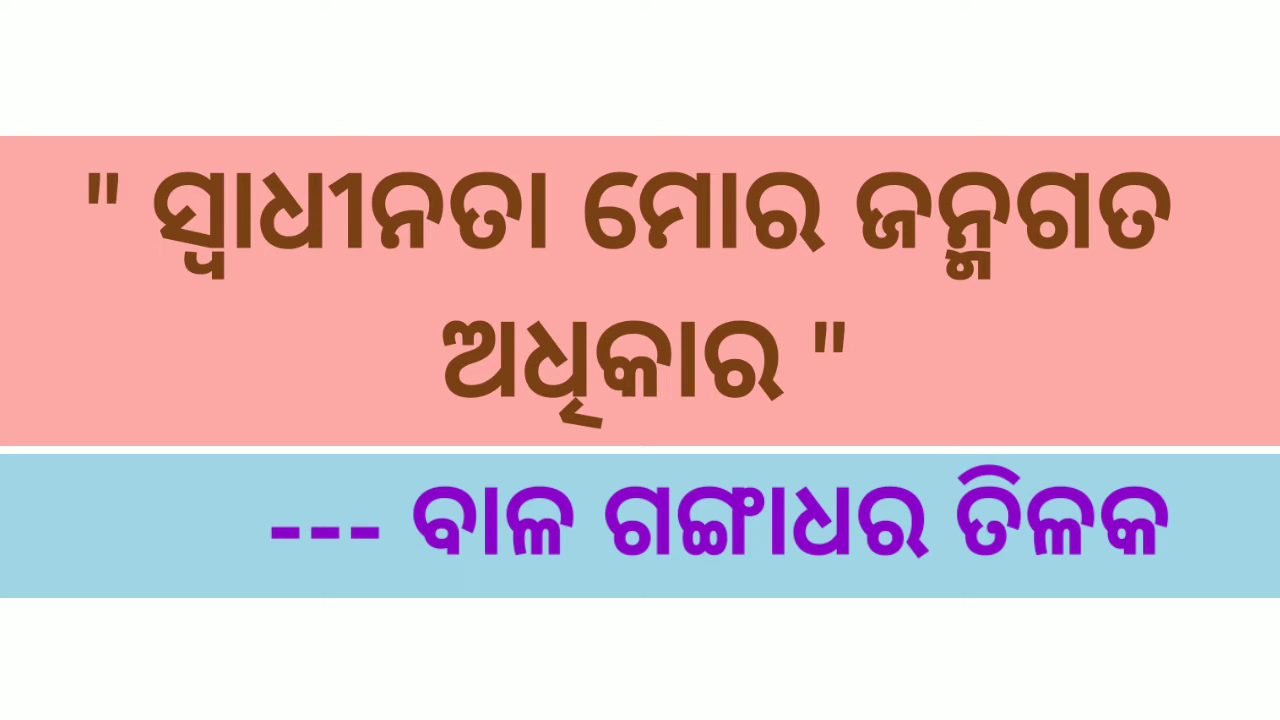 " ସ୍ୱାଧୀନତା ମୋର ଜନ୍ମଗତ
ଅଧିକାର "
--- ବାଳ ଗଙ୍ଗାଧର ତିଳକ